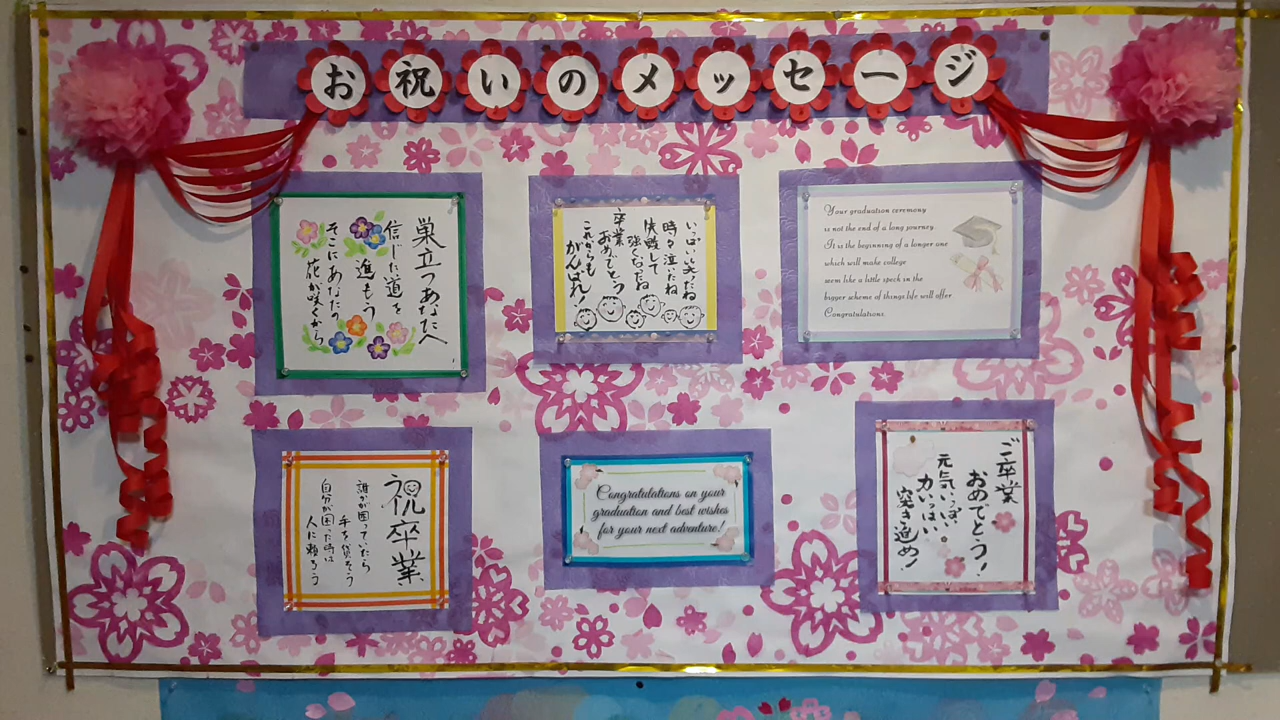 お祝いのメッセージ
巣立つあなたへ
信じた道を
進もう
そこにあなたの
花が咲くから
いっぱい笑ったね
時々泣いたね
失敗して
強くなったね
卒業おめでとう
これからも
がんばれ!
Your graduation ceremony
is not the end of a long journey
It is the beginning of a longer one
which will make college
seem like a little speck in the
bigger scheme of things life will offer
Congratulations.
祝卒業
誰かが困っていたら
手を貸そう
自分が困った時は
人に頼ろう
Congratulations on your
graduation and best wishes
for your next adventure!
ご卒業
おめでとう!
元気いっぱい。
力いっぱい
突き進め!